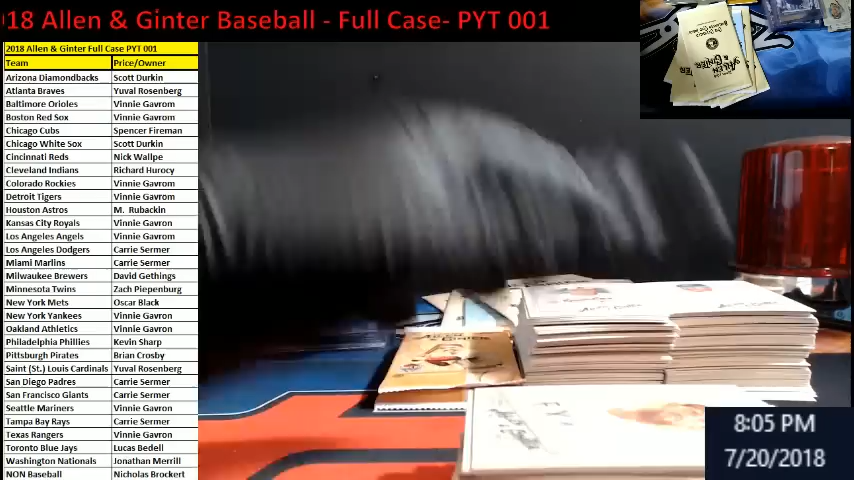 18 Allen & Ginter Baseball - Full Case- PYT 001
2018 Allen & Ginter Full Case PYT 001
Team Price/Owner
Arizona Diamondbacks Scott Durkin
Atlanta Braves Yuval Rosenberg
Baltimore Orioles Vinnie Gavrom
Boston Red Sox Vinnie Gavrom
Chicago Cubs Spencer Fireman
Chicago White Sox Scott Durkin
Cincinnati Reds Nick Wallpe
Cleveland Indians Richard Hurocy
Colorado Rockies Vinnie Gavrom
Detroit Tigers Vinnie Gavrom
Houston Astros M. Rubackin
Kansas City Royals Vinnie Gavron
Los Angeles Angels Vinnie Gavrom
Los Angeles Dodgers Carrie Sermer
Miami Marlins Carrie Sermer
Milwaukee Brewers David Gethings
Minnesota Twins Zach Piepenburg
New York Mets Oscar Black
New York Yankees Vinnie Gavron
Oakland Athletics Vinnie Gavron
Philadelphia Phillies Kevin Sharp
Pittsburgh Pirates Brian Crosby
Saint (St.) Louis Cardinals Yuval Rosenberg
San Diego Padres Carrie Sermer
San Francisco Giants Carrie Sermer
Seattle Mariners Vinnie Gavron
Tampa Bay Rays Carrie Sermer
Texas Rangers Vinnie Gavron
Toronto Blue Jays Lucas Bedell
Washington Nationals Jonathan Merrill
NON Baseball Nicholas Brockert
ALLEN
& GINTER
8:05 PM
7/20/2018